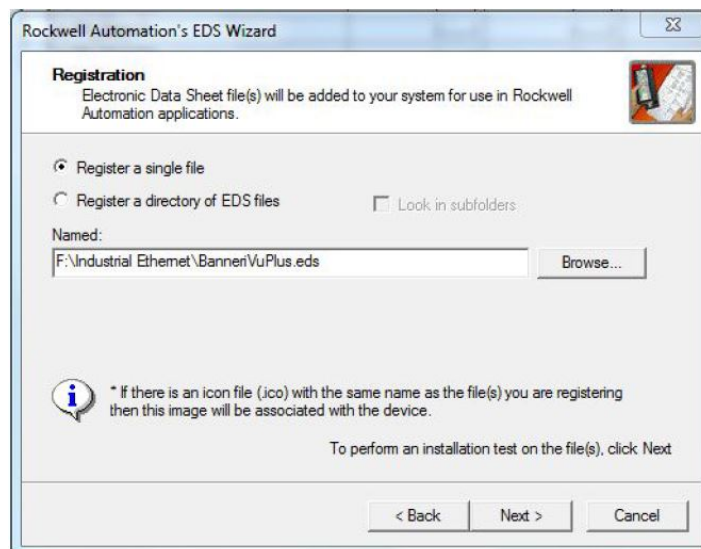 Rockwell Automation's EDS Wizard
Registration
Electronic Data Sheet file(s) will be added to your system for use in Rockwell
Automation applications.
Register a single file
Register a directory of EDS files
Look in subfolders
Named:
F:\Industrial Ethernet\BanneriVuPlus.eds
Browse...
* If there is an icon file (.ico) with the same name as the file(s) you are registering
then this image will be associated with the device.
To perform an installation test on the file(s), click Next
< Back
Next >
Cancel